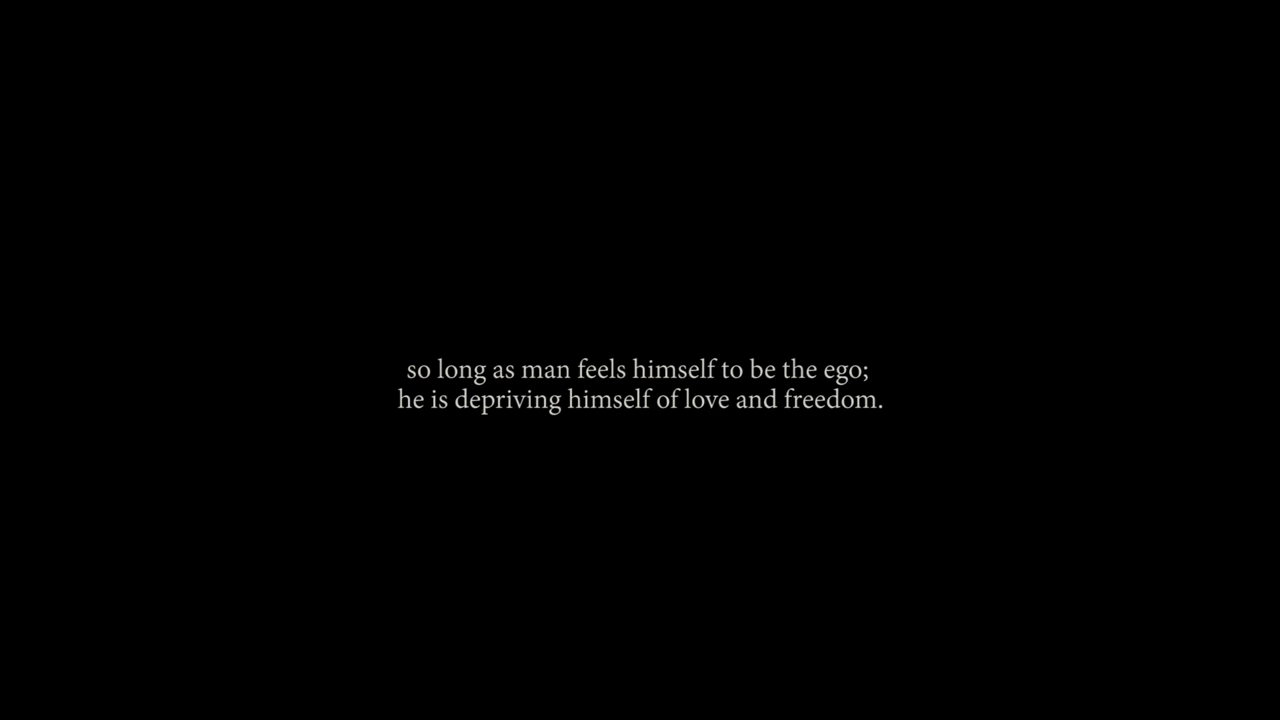 so long as man feels himself to be the ego;
he is depriving himself of love and freedom.